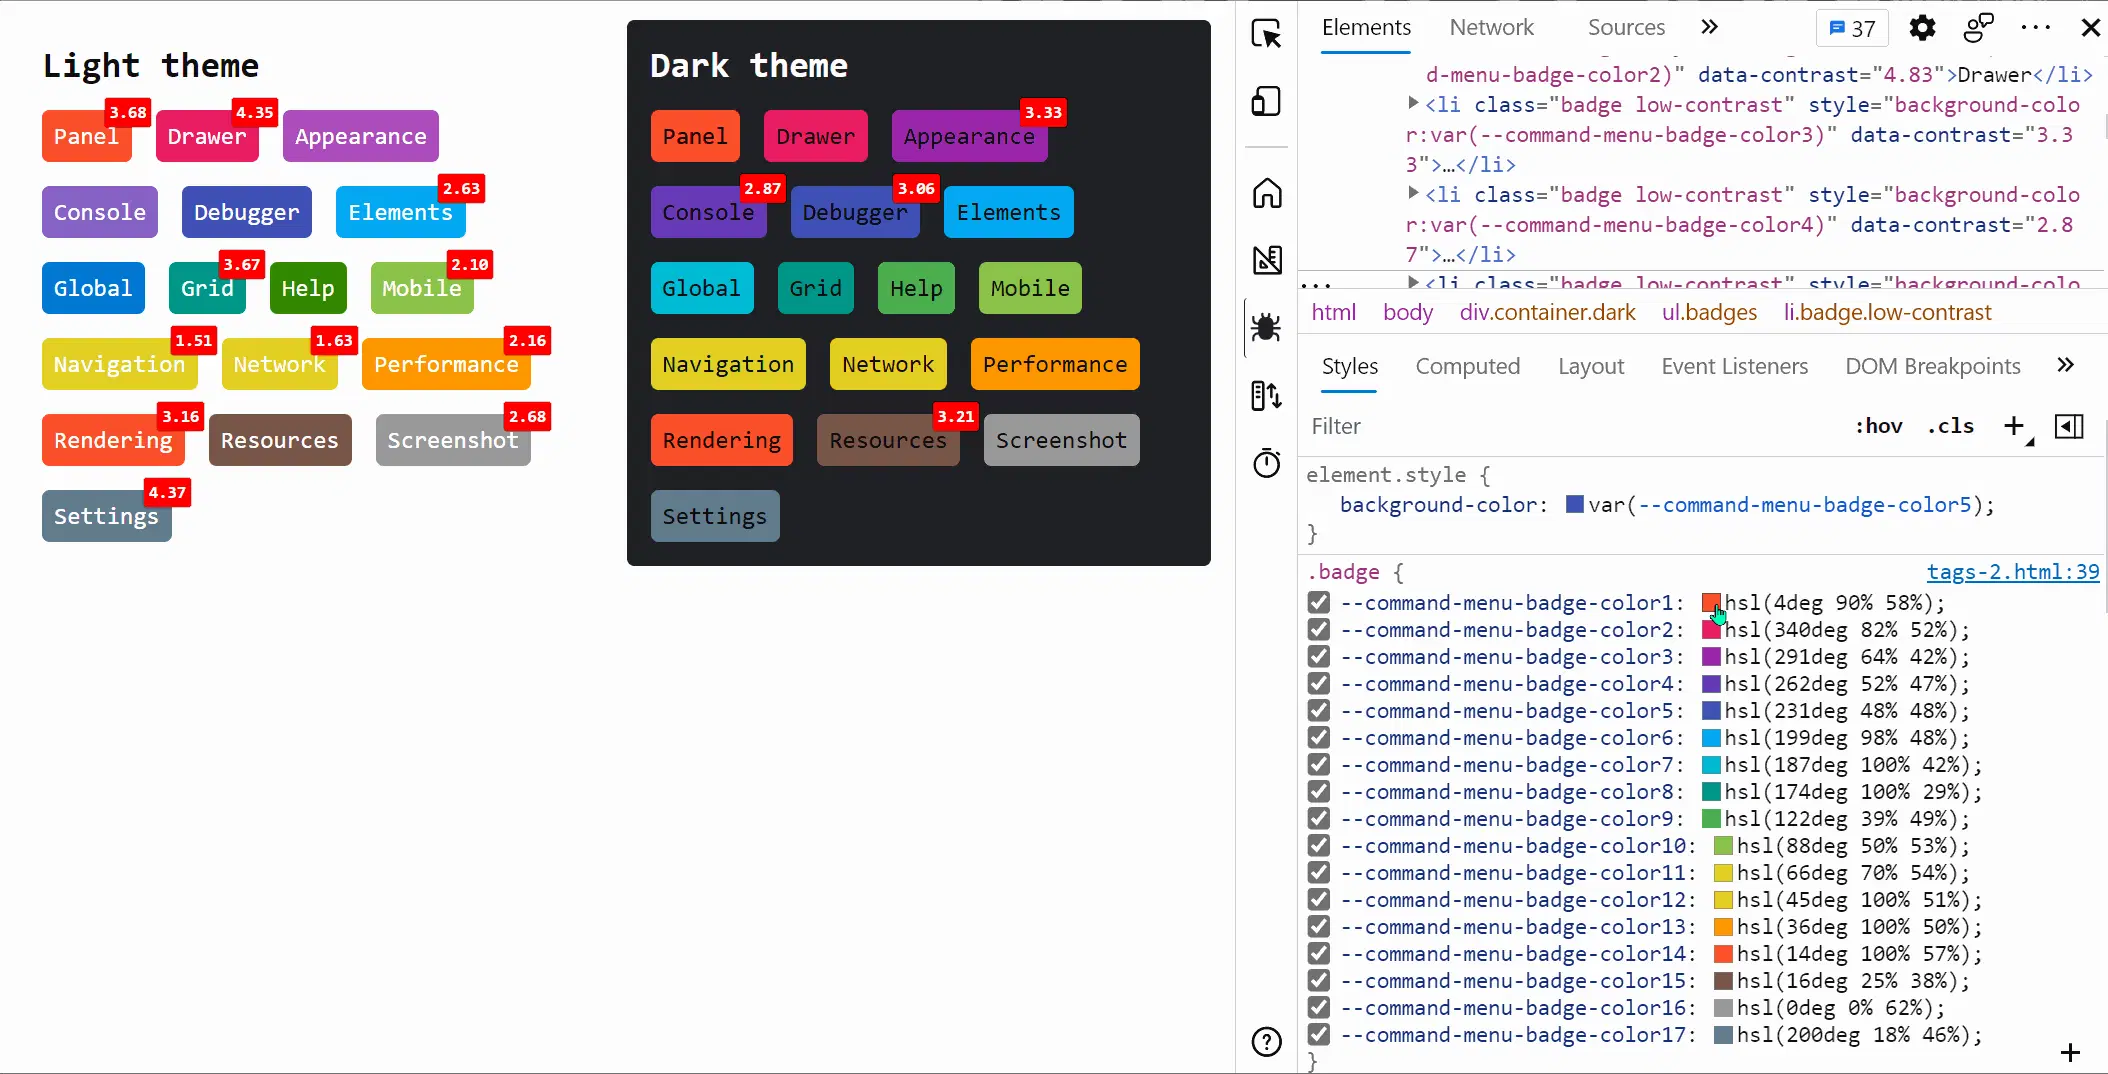 Light theme
3.68
4.35
Panel
Drawer
Appearance
2.63
Console
Debugger
Elements
3.67
2.10
Global
Grid
Help
Mobile
1.51
1.63
2.16
Navigation
Network
Performance
3.16
2.68
Rendering
Resources
Screenshot
4.37
Settings
Dark theme
3.33
Panel
Drawer
Appearance
2.87
3.06
Console
Debugger
Elements
Global
Grid
Help
Mobile
Navigation
Network
Performance
3.21
Rendering
Resources
Screenshot
Settings
Elements Network Sources 37
d-menu-badge-color2)" data-contrast="4.83">Drawer</li>
<li class="badge low-contrast" style="background-colo
r:var(--command-menu-badge-color3)" data-contrast="3.3
3">…</li>
<li class="badge low-contrast" style="background-colo
r:var(--command-menu-badge-color4)" data-contrast="2.8
7">…</li>
<li class="badge low-contrast" style="background-colo
html body div.container.dark ul.badges li.badge.low-contrast
Styles Computed Layout Event Listeners DOM Breakpoints
Filter :hov .cls
element.style {
background-color: var(--command-menu-badge-color5);
}
.badge { tags-2.html:39
--command-menu-badge-color1: hsl(4deg 90% 58%);
--command-menu-badge-color2: hsl(340deg 82% 52%);
--command-menu-badge-color3: hsl(291deg 64% 42%);
--command-menu-badge-color4: hsl(262deg 52% 47%);
--command-menu-badge-color5: hsl(231deg 48% 48%);
--command-menu-badge-color6: hsl(199deg 98% 48%);
--command-menu-badge-color7: hsl(187deg 100% 42%);
--command-menu-badge-color8: hsl(174deg 100% 29%);
--command-menu-badge-color9: hsl(122deg 39% 49%);
--command-menu-badge-color10: hsl(88deg 50% 53%);
--command-menu-badge-color11: hsl(66deg 70% 54%);
--command-menu-badge-color12: hsl(45deg 100% 51%);
--command-menu-badge-color13: hsl(36deg 100% 50%);
--command-menu-badge-color14: hsl(14deg 100% 57%);
--command-menu-badge-color15: hsl(16deg 25% 38%);
--command-menu-badge-color16: hsl(0deg 0% 62%);
--command-menu-badge-color17: hsl(200deg 18% 46%);
}